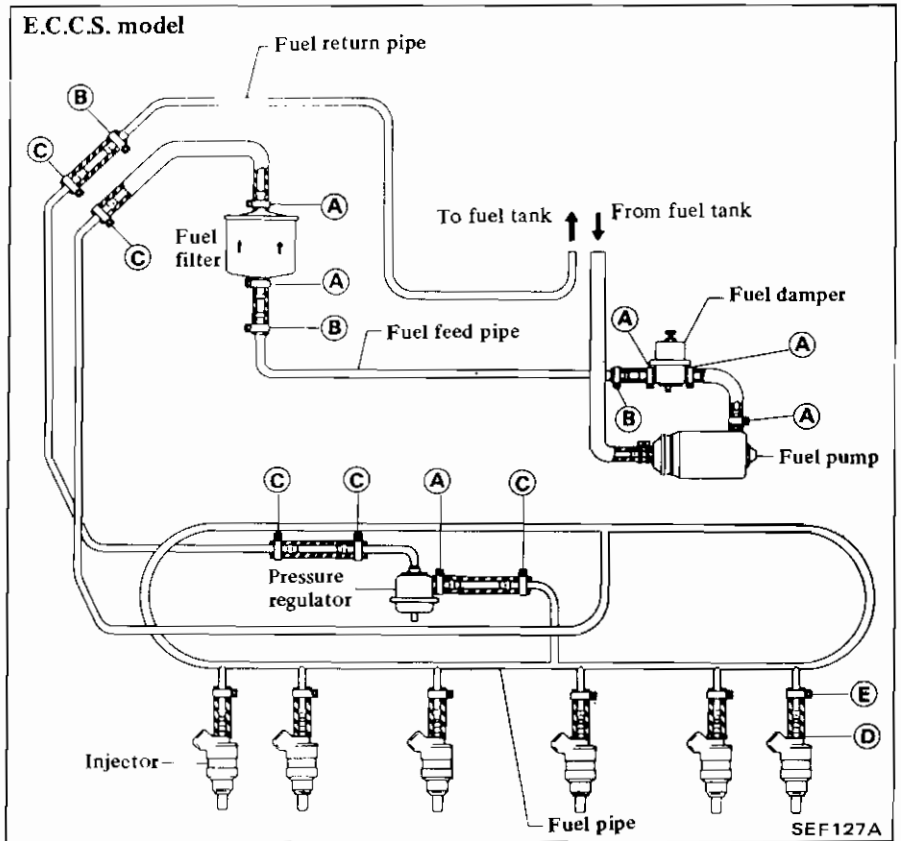 E.C.C.S. model
Fuel return pipe
B
C
C
A
Fuel
filter
A
B
To fuel tank
From fuel tank
Fuel damper
A
A
Fuel feed pipe
B
A
Fuel pump
C
C
A
C
Pressure
regulator
E
D
Injector
Fuel pipe
SEF127A